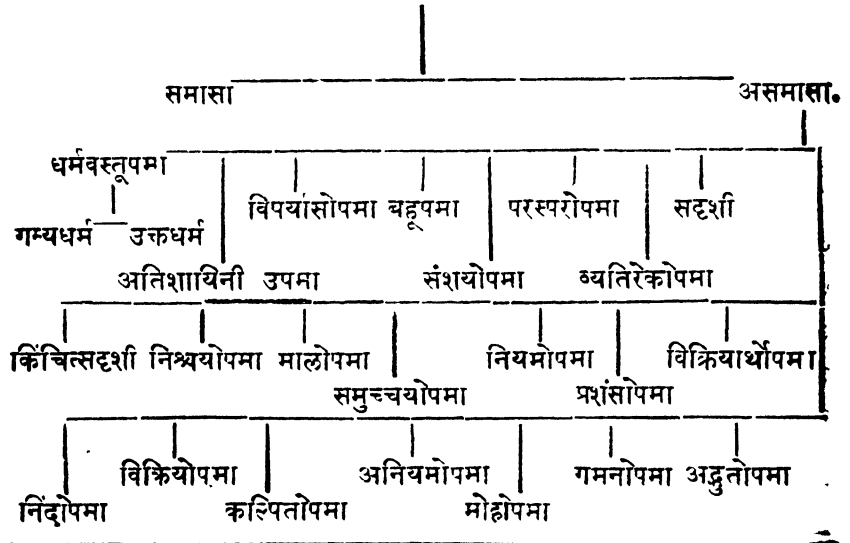 समासा असमासा.
धर्मवस्तूपमा
विपर्यासोपमा चहूपमा परस्परोपमा सदृशी
गम्यधर्म उक्तधर्म
अतिशायिनी उपमा संशयोपमा व्यतिरेकोपमा
किंचित्सदृशी निश्चयोपमा मालोपमा नियमोपमा विक्रियार्थोपमा
समुच्चयोपमा प्रशंसोपमा
विक्रियोपमा अनियमोपमा गमनोपमा अद्भुतोपमा
निंदोपमा कल्पितोपमा मोहोपमा